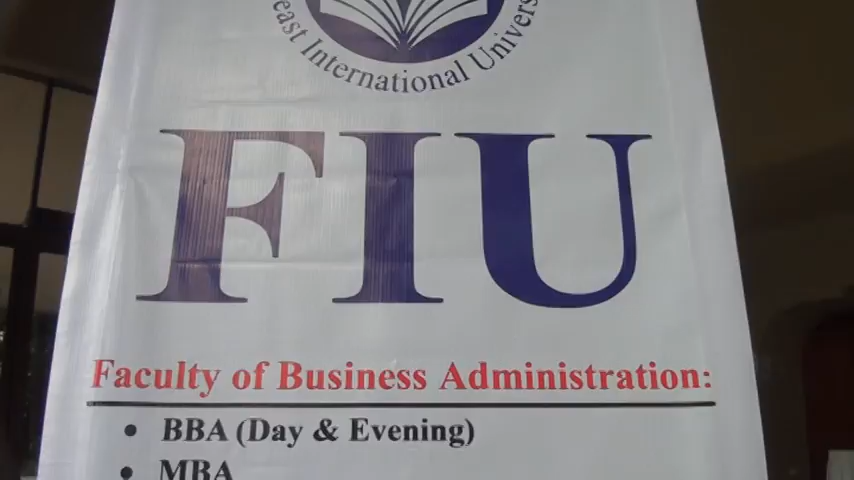 east International Univers
FIU
Faculty of Business Administration:
• BBA (Day & Evening)
• MBA